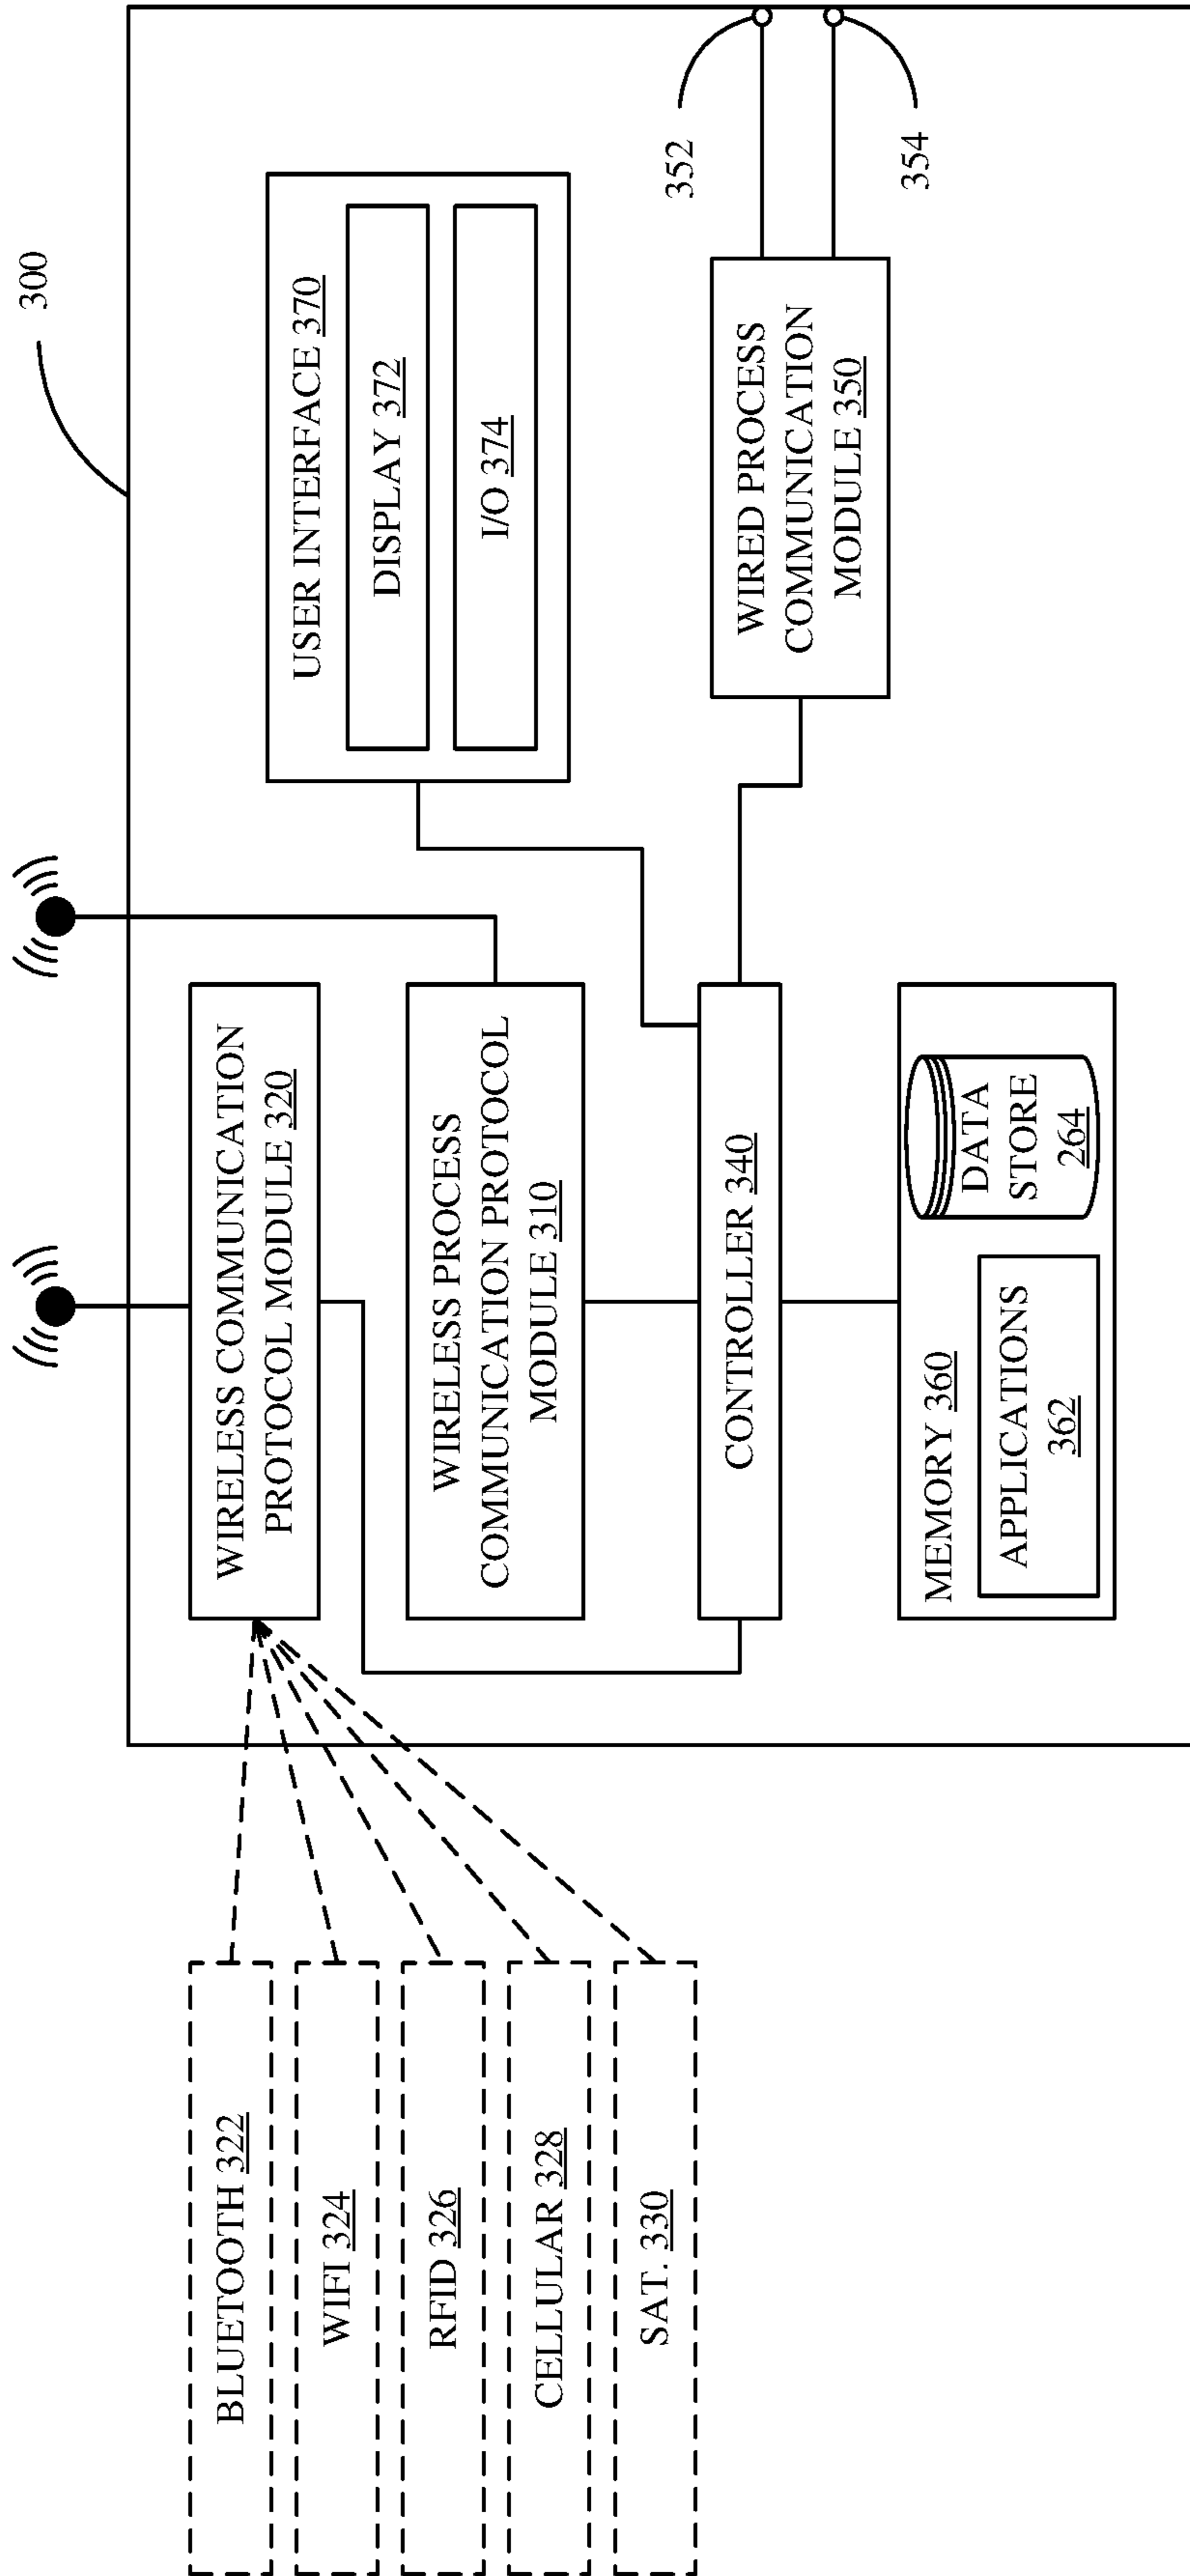 300
BLUETOOTH 322
WIFI 324
RFID 326
CELLULAR 328
SAT. 330
WIRELESS COMMUNICATION
PROTOCOL MODULE 320
WIRELESS PROCESS
COMMUNICATION PROTOCOL
MODULE 310
CONTROLLER 340
MEMORY 360
APPLICATIONS
362
DATA
STORE
264
USER INTERFACE 370
DISPLAY 372
I/O 374
WIRED PROCESS
COMMUNICATION
MODULE 350
352
354